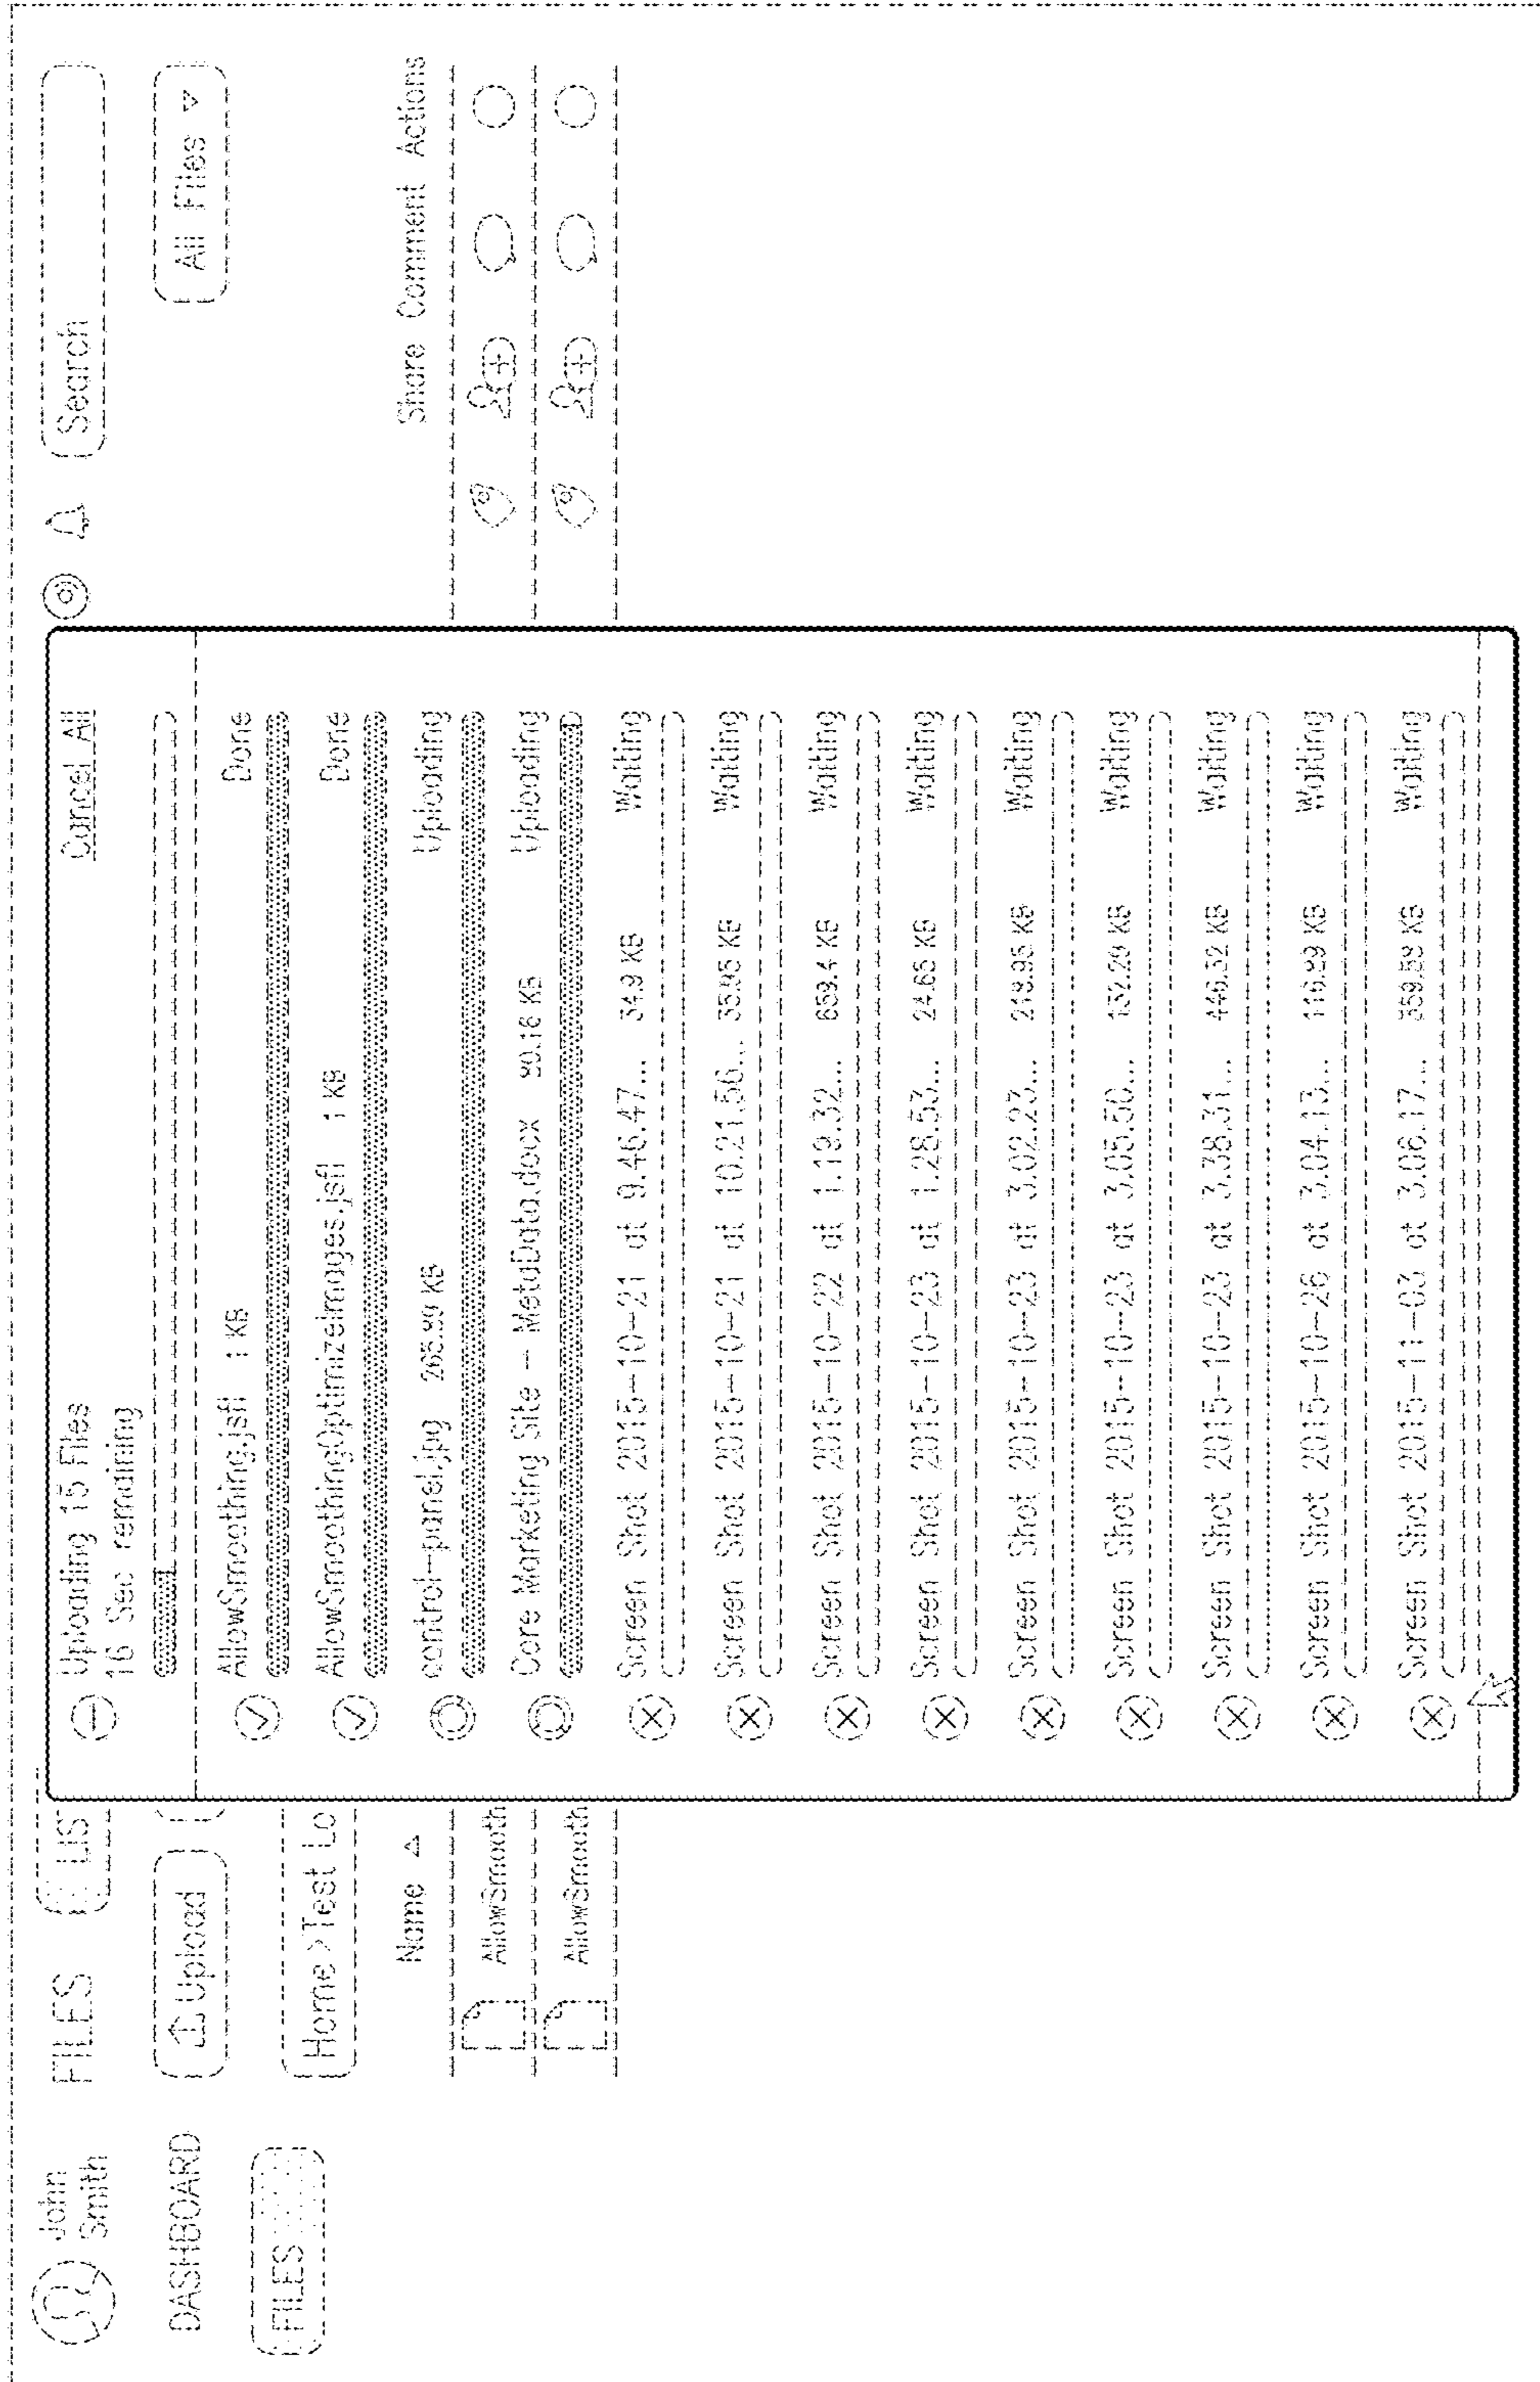 John
Smith
FILES
LIS
Search
DASHBOARD
Upload
All Files
FILES
Home >Test Lo
Name
Share Comment Actions
AllowSmooth
AllowSmooth
Uploading 15 Files Cancel All
16 Sec remaining
AllowSmoothing.jsfl 1 KB Done
AllowSmoothingOptimizeImages.jsfl 1 KB Done
control-panel.jpg 265.89 KB Uploading
Core Marketing Site - MetaData.docx 90.16 KB Uploading
Screen Shot 2015-10-21 at 9.46.47... 34.9 KB Waiting
Screen Shot 2015-10-21 at 10.21.56... 35.95 KB Waiting
Screen Shot 2015-10-22 at 1.19.32... 659.4 KB Waiting
Screen Shot 2015-10-23 at 1.28.53... 24.65 KB Waiting
Screen Shot 2015-10-23 at 3.02.23... 219.95 KB Waiting
Screen Shot 2015-10-23 at 3.05.50... 132.29 KB Waiting
Screen Shot 2015-10-23 at 3.38.31... 446.32 KB Waiting
Screen Shot 2015-10-26 at 3.04.13... 116.89 KB Waiting
Screen Shot 2015-11-03 at 3.06.17... KB Waiting